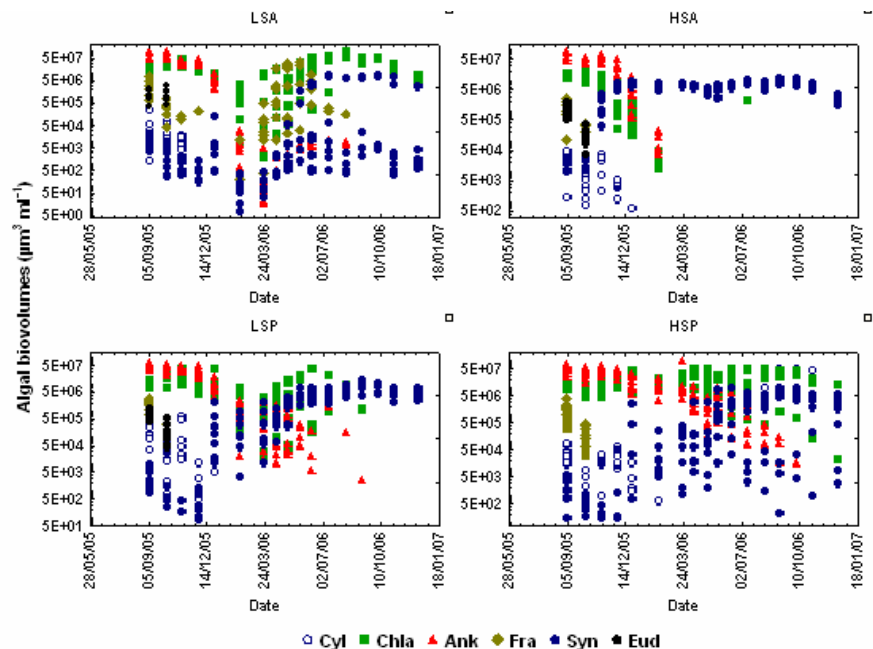 LSA
5E+07
5E+06
5E+05
5E+04
5E+03
5E+02
5E+01
5E+00
28/05/05
05/09/05
14/12/05
24/03/06
02/07/06
10/10/06
18/01/07
Date
HSA
5E+07
5E+06
5E+05
5E+04
5E+03
5E+02
28/05/05
05/09/05
14/12/05
24/03/06
02/07/06
10/10/06
18/01/07
Date
Algal biovolumes (µm³ ml⁻¹)
LSP
5E+07
5E+06
5E+05
5E+04
5E+03
5E+02
5E+01
28/05/05
05/09/05
14/12/05
24/03/06
02/07/06
10/10/06
18/01/07
Date
HSP
5E+07
5E+06
5E+05
5E+04
5E+03
5E+02
28/05/05
05/09/05
14/12/05
24/03/06
02/07/06
10/10/06
18/01/07
Date
Cyl Chla Ank Fra Syn Eud